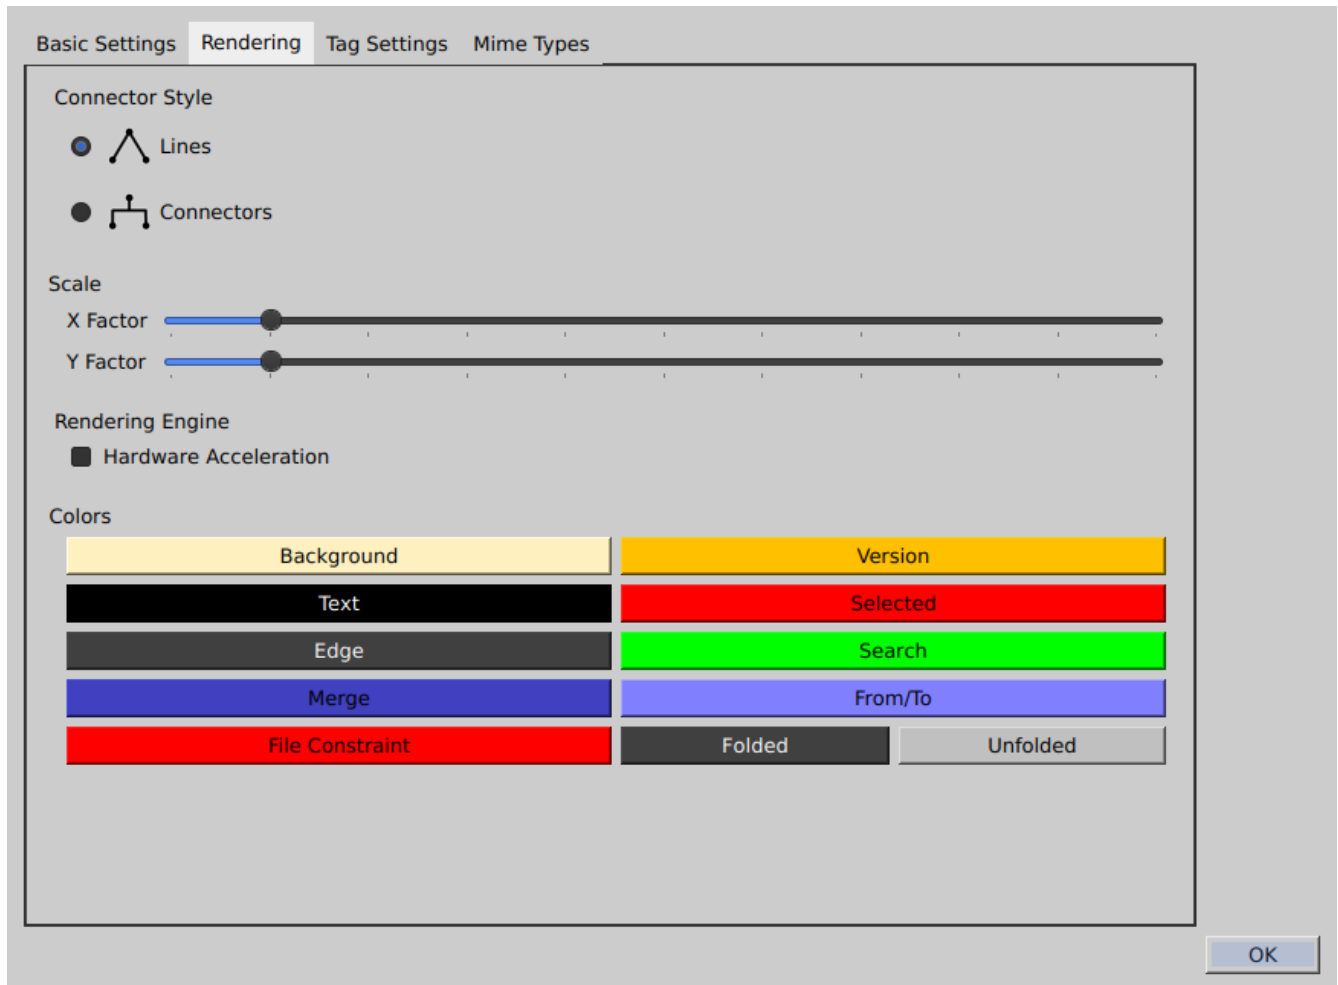 Basic Settings Rendering Tag Settings Mime Types
Connector Style
Lines
Connectors
Scale
X Factor
Y Factor
Rendering Engine
Hardware Acceleration
Colors
Background Version
Text Selected
Edge Search
Merge From/To
File Constraint Folded Unfolded
OK